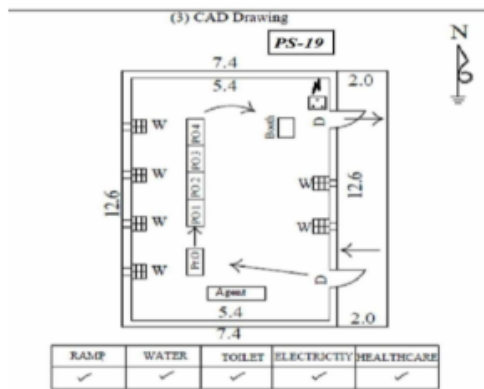 (3) CAD Drawing
PS-19
N
7.4
5.4
2.0
W
PO4
Booth
D
W
PO3
12.6
W
PO2
W
12.6
W
PO1
W
W
PrO
D
Agent
5.4
7.4
2.0
RAMP WATER TOILET ELECTRICITY HEALTHCARE
✓ ✓ ✓ ✓ ✓